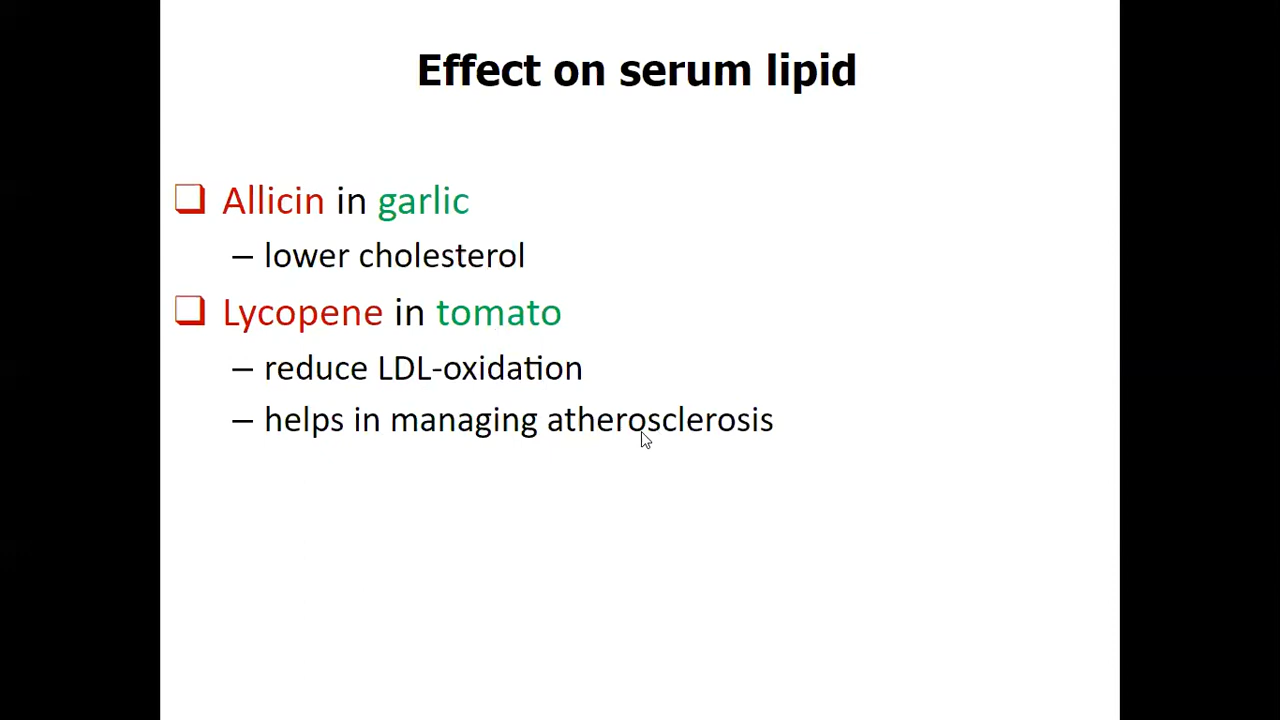 Effect on serum lipid
❑ Allicin in garlic
– lower cholesterol
❑ Lycopene in tomato
– reduce LDL-oxidation
– helps in managing atherosclerosis